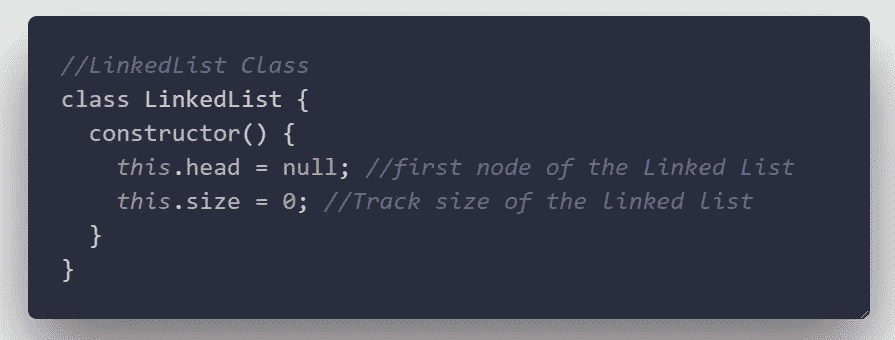 //LinkedList Class
class LinkedList {
  constructor() {
    this.head = null; //first node of the Linked List
    this.size = 0; //Track size of the linked list
  }
}